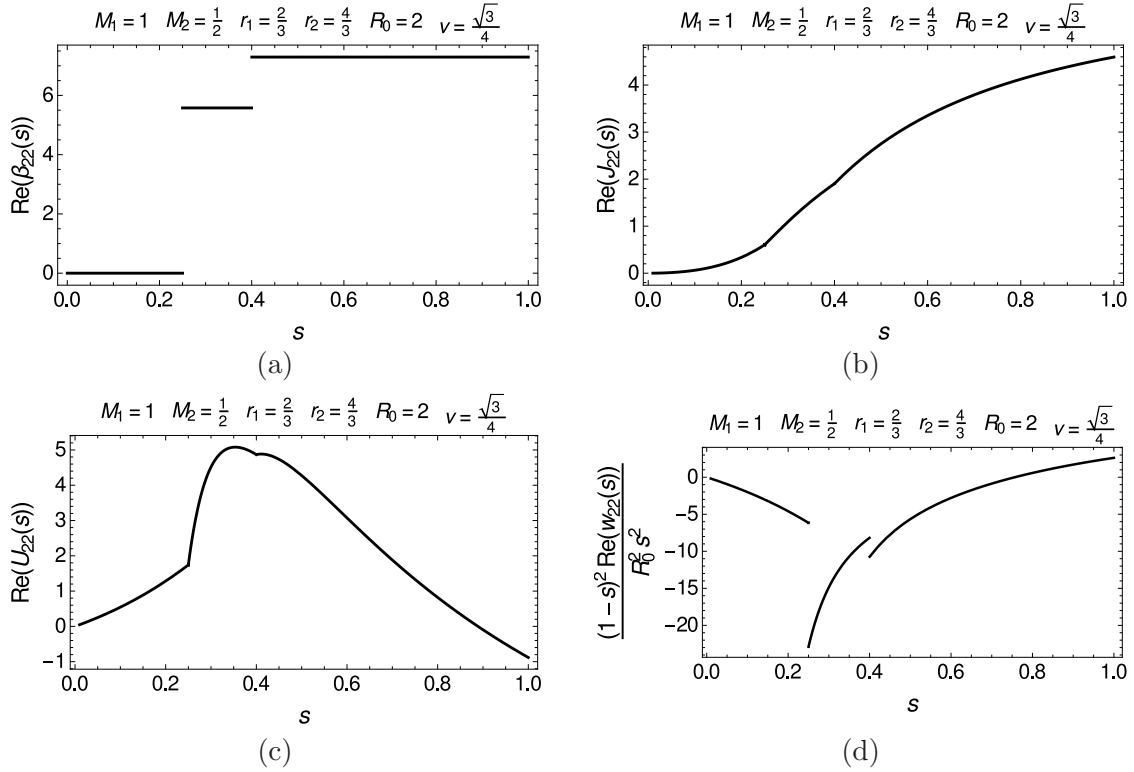 M₁ = 1 M₂ = 1/2 r₁ = 2/3 r₂ = 4/3 R₀ = 2 v = √3/4
Re(β₂₂(s))
6
4
2
0
0.0 0.2 0.4 0.6 0.8 1.0
s
(a)
M₁ = 1 M₂ = 1/2 r₁ = 2/3 r₂ = 4/3 R₀ = 2 v = √3/4
Re(J₂₂(s))
4
3
2
1
0
0.0 0.2 0.4 0.6 0.8 1.0
s
(b)
M₁ = 1 M₂ = 1/2 r₁ = 2/3 r₂ = 4/3 R₀ = 2 v = √3/4
Re(U₂₂(s))
5
4
3
2
1
0
−1
0.0 0.2 0.4 0.6 0.8 1.0
s
(c)
M₁ = 1 M₂ = 1/2 r₁ = 2/3 r₂ = 4/3 R₀ = 2 v = √3/4
(1 − s)² Re(w₂₂(s))
R₀² s²
0
−5
−10
−15
−20
0.0 0.2 0.4 0.6 0.8 1.0
s
(d)